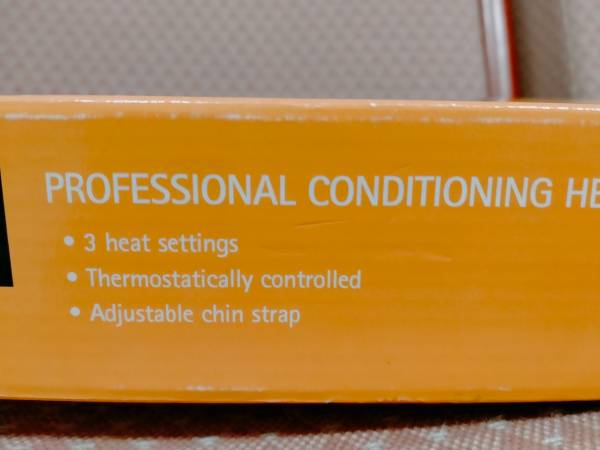 PROFESSIONAL CONDITIONING HE
• 3 heat settings
• Thermostatically controlled
• Adjustable chin strap